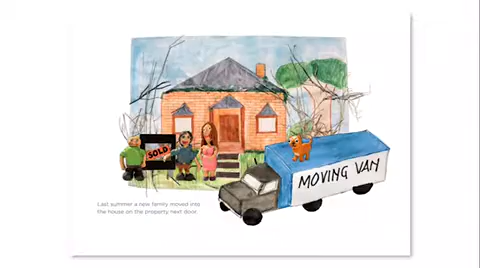 SOLD
MOVING VAN
Last summer a new family moved into
the house on the property next door.